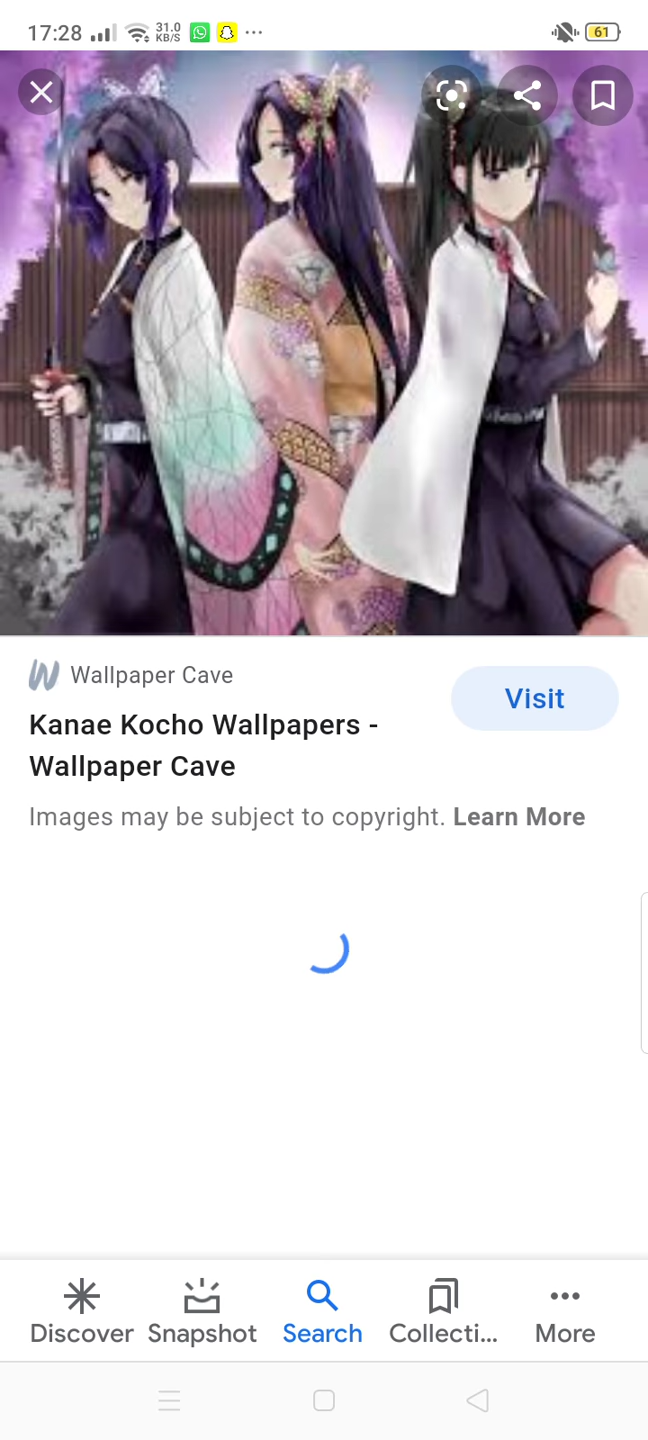 17:28 31.0 KB/S ... 61
Wallpaper Cave
Visit
Kanae Kocho Wallpapers -
Wallpaper Cave
Images may be subject to copyright. Learn More
Discover Snapshot Search Collecti... More